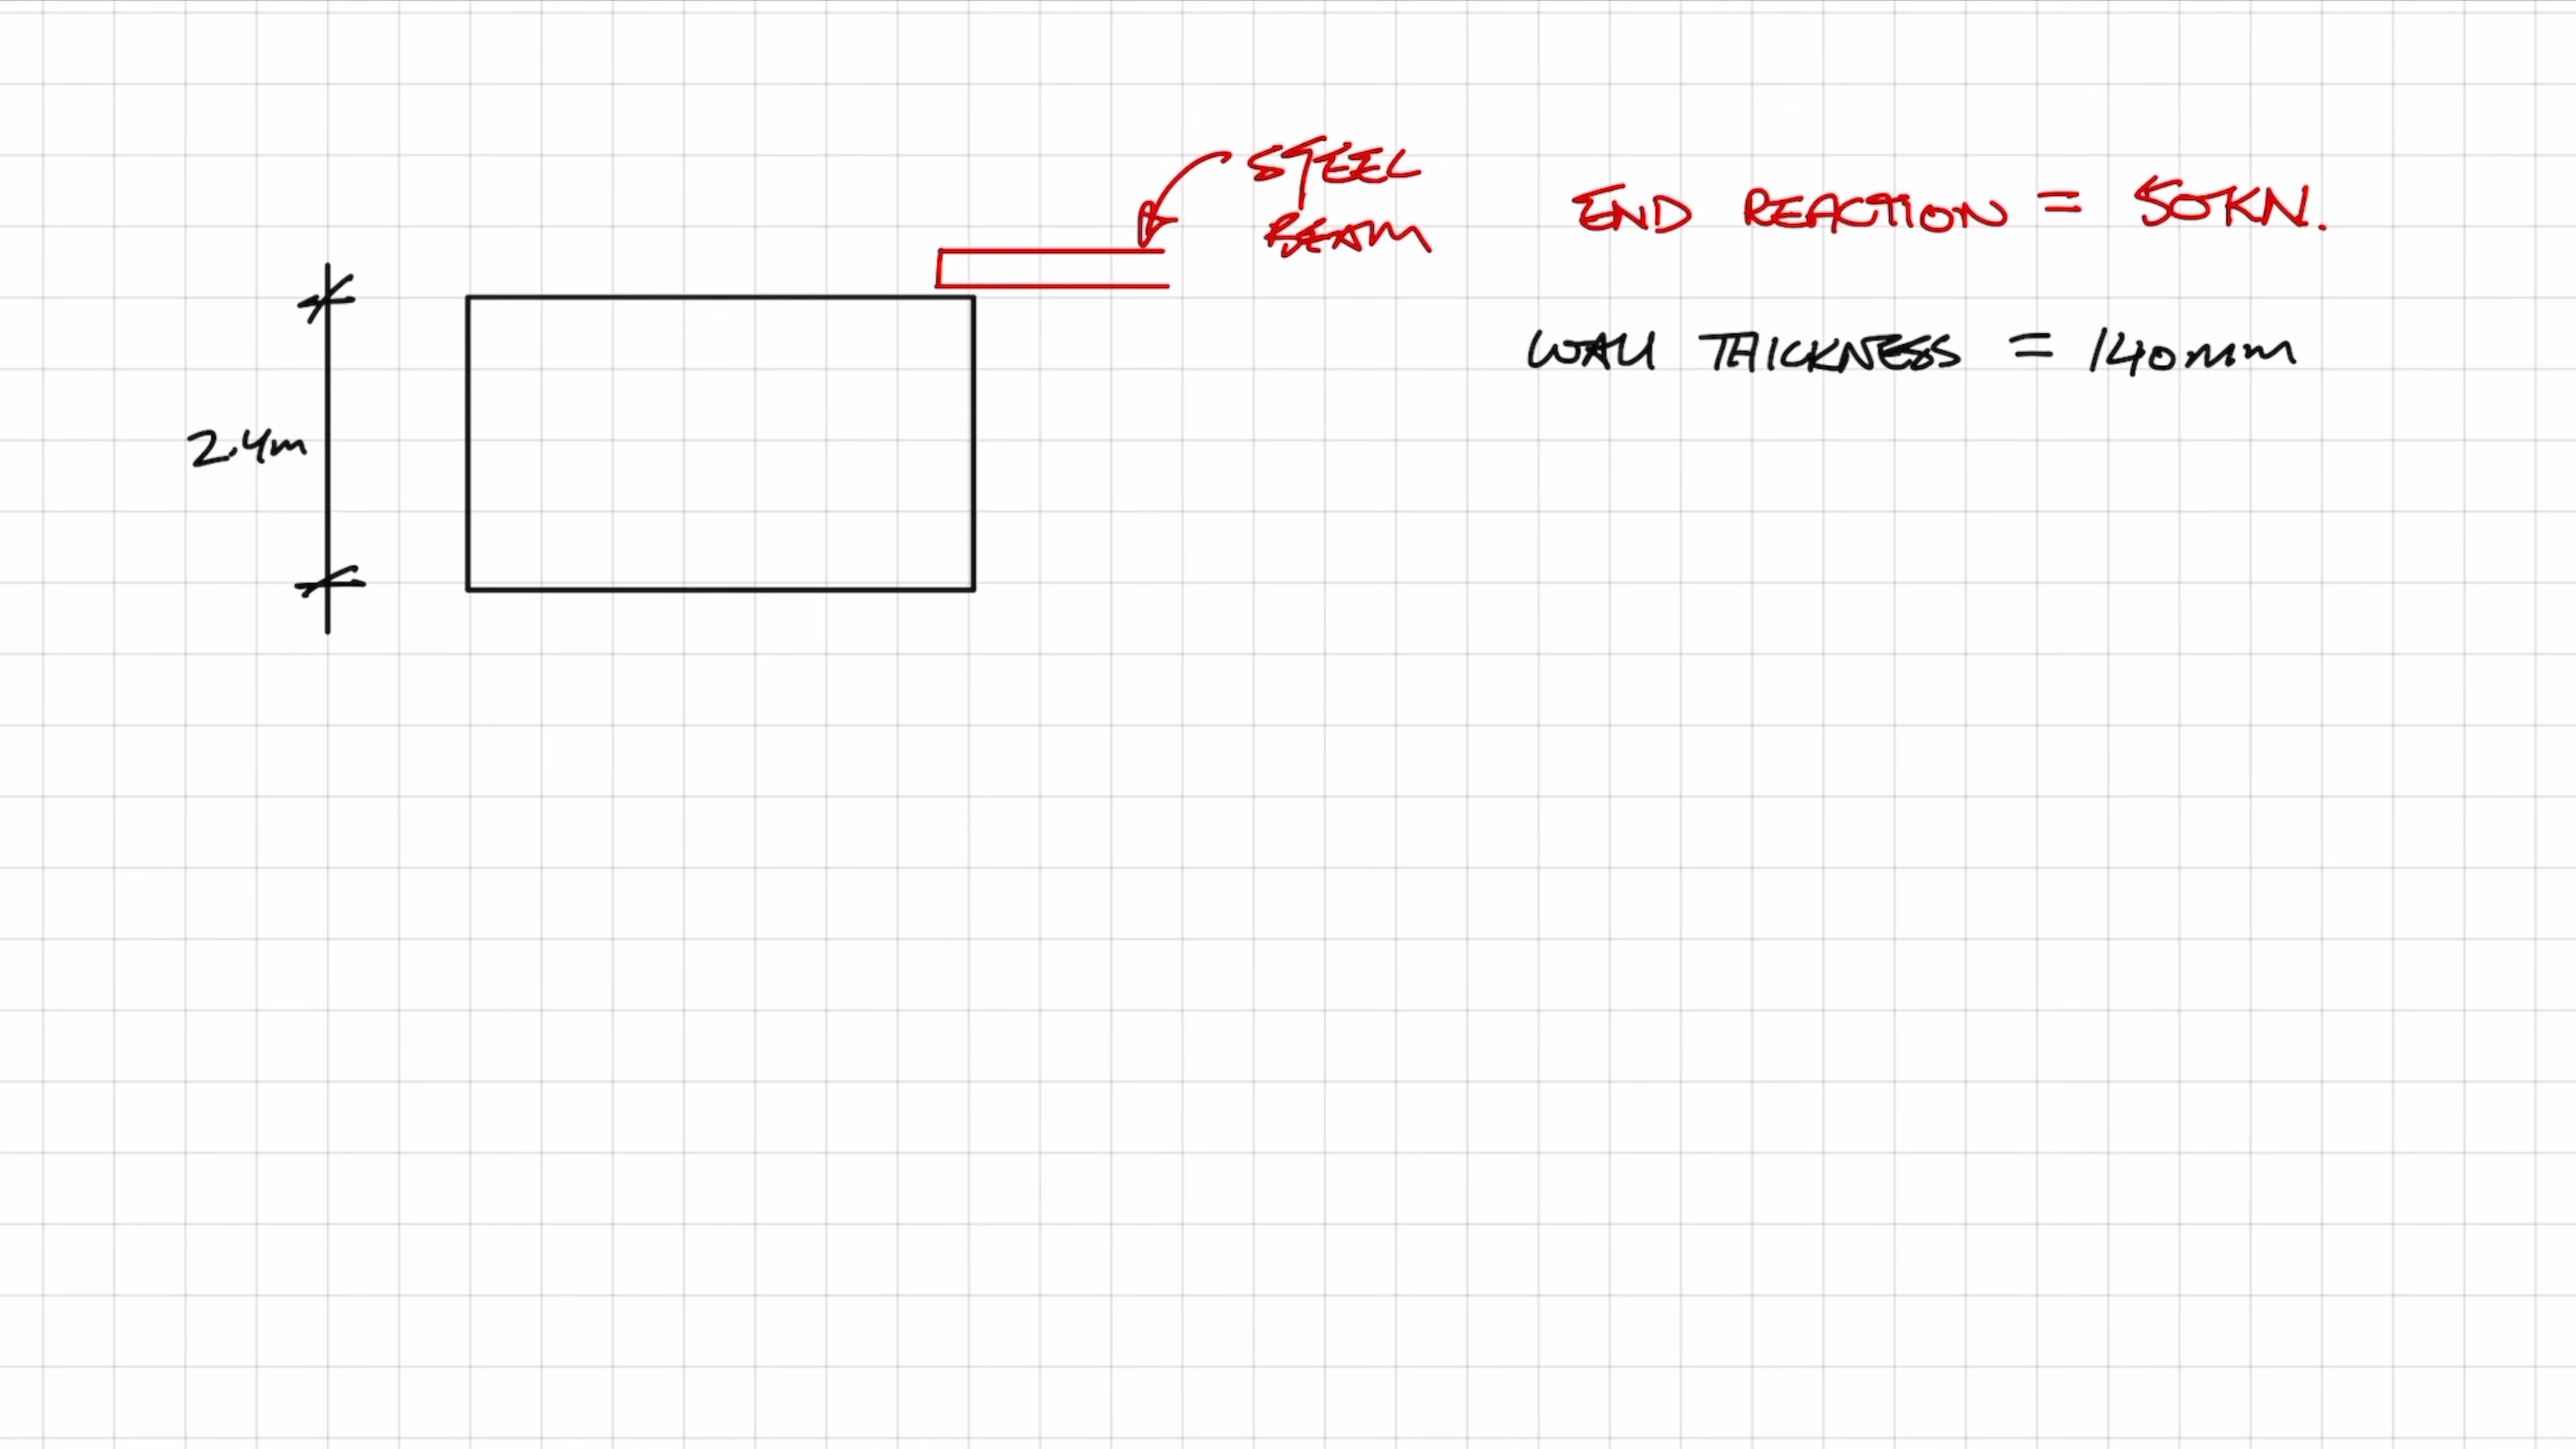 STEEL
BEAM
END REACTION = 50KN.
WALL THICKNESS = 140mm
2.4m